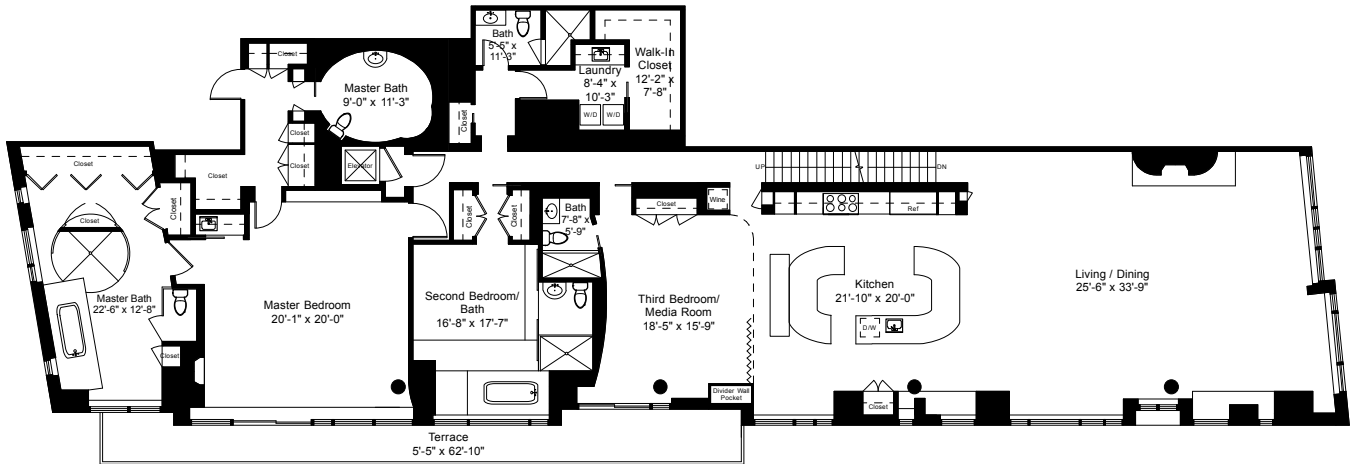 Bath
5'-5" x
11'-3"
Walk-In
Closet
12'-2" x
7'-8"
Laundry
8'-4" x
10'-3"
W/D
W/D
Closet
Closet
Master Bath
9'-0" x 11'-3"
Closet
Closet
Elevator
Closet
Closet
Closet
Closet
Master Bath
22'-6" x 12'-8"
Closet
Master Bedroom
20'-1" x 20'-0"
Closet
Closet
Second Bedroom/
Bath
16'-8" x 17'-7"
Bath
7'-8" x
5'-9"
Closet
Wine
Third Bedroom/
Media Room
18'-5" x 15'-9"
Divider Wall
Pocket
UP
DN
Ref
Kitchen
21'-10" x 20'-0"
D/W
Closet
Living / Dining
25'-6" x 33'-9"
Terrace
5'-5" x 62'-10"